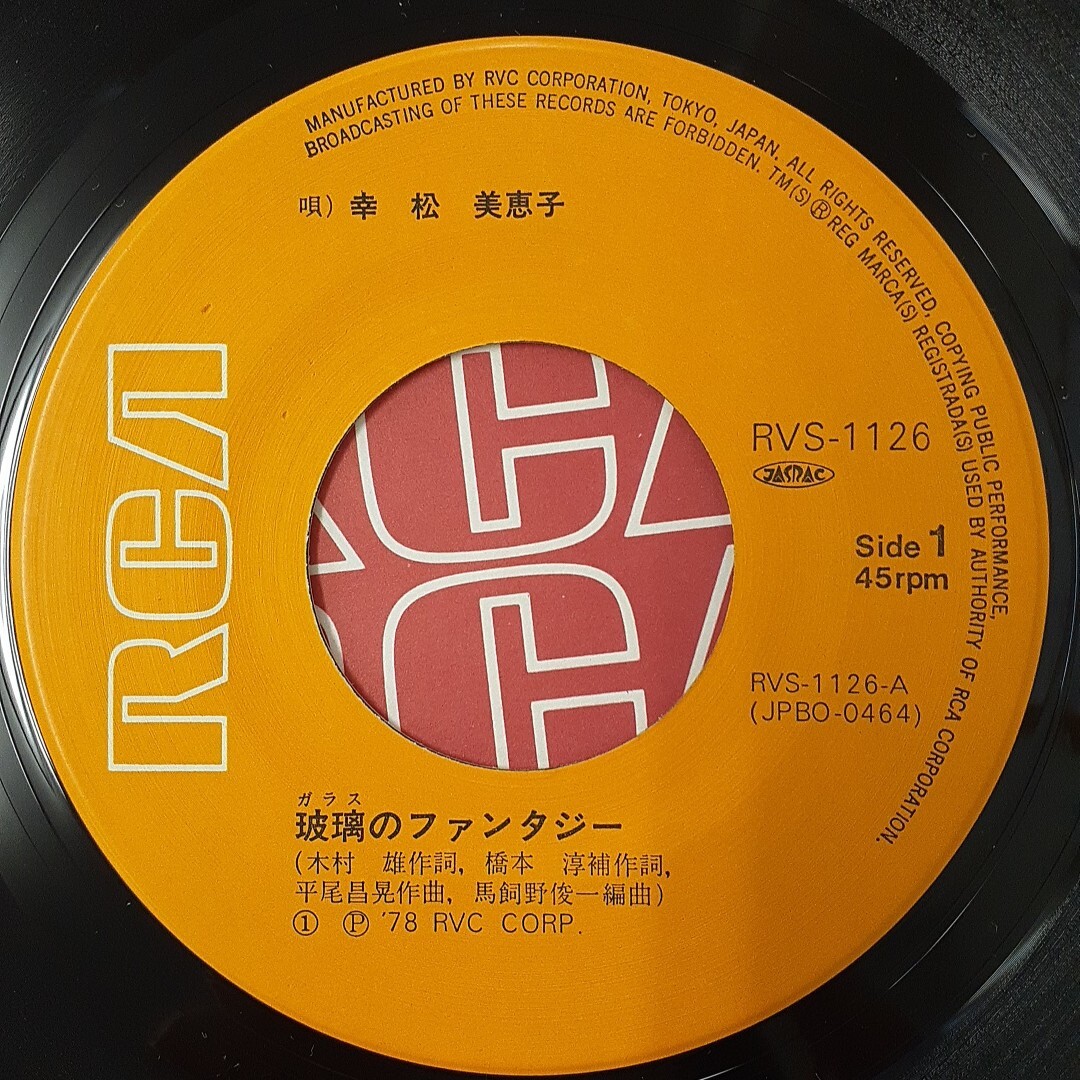 MANUFACTURED BY RVC CORPORATION, TOKYO, JAPAN. ALL RIGHTS RESERVED, COPYING PUBLIC PERFORMANCE,
BROADCASTING OF THESE RECORDS ARE FORBIDDEN. TM(S)® REG MARCA(S) REGISTRADA(S) USED BY AUTHORITY OF RCA CORPORATION.
唄)幸 松 美恵子
RCA
RVS-1126
JASRAC
Side 1
45rpm
RVS-1126-A
(JPBO-0464)
ガラス
玻璃のファンタジー
(木村 雄作詞, 橋本 淳補作詞,
平尾昌晃作曲, 馬飼野俊一編曲)
① Ⓟ '78 RVC CORP.